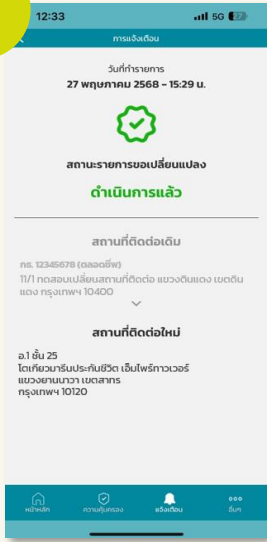 12:33
5G 27
การแจ้งเตือน
วันที่ทำรายการ
27 พฤษภาคม 2568 - 15:29 น.
สถานะรายการขอเปลี่ยนแปลง
ดำเนินการแล้ว
สถานที่ติดต่อเดิม
กธ. 12345678 (ตลอดชีพ)
11/1 ทดสอบเปลี่ยนสถานที่ติดต่อ แขวงดินแดง เขตดิน
แดง กรุงเทพฯ 10400
สถานที่ติดต่อใหม่
อ.1 ชั้น 25
โตเกียวมารีนประกันชีวิต เอ็มไพร์ทาวเวอร์
แขวงยานนาวา เขตสาทร
กรุงเทพฯ 10120
หน้าหลัก ความคุ้มครอง แจ้งเตือน อื่นๆ